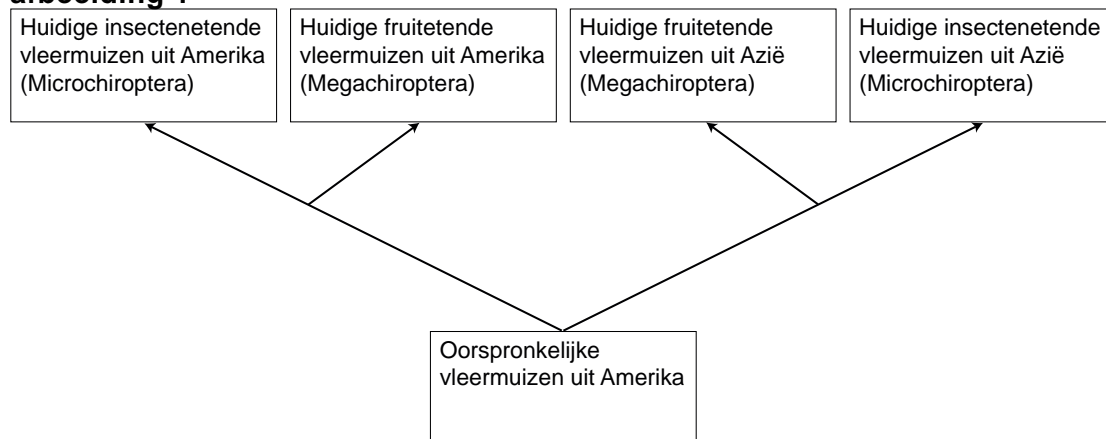 Huidige insectenetende
vleermuizen uit Amerika
(Microchiroptera)
Huidige fruitetende
vleermuizen uit Amerika
(Megachiroptera)
Huidige fruitetende
vleermuizen uit Azië
(Megachiroptera)
Huidige insectenetende
vleermuizen uit Azië
(Microchiroptera)
Oorspronkelijke
vleermuizen uit Amerika